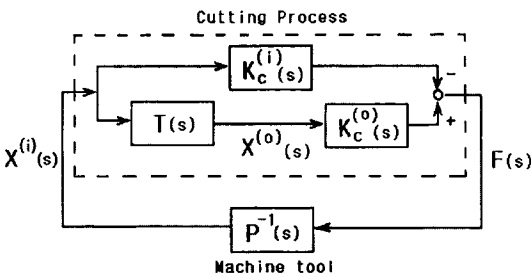 Cutting Process
K_c^(i)(s)
−
T(s)
X^(o)(s)
K_c^(o)(s)
+
X^(i)(s)
F(s)
P^-1(s)
Machine tool